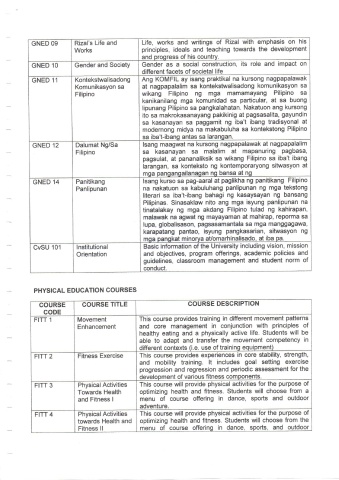 GNED 09 Rizal's Life and Works Life, works and writings of Rizal with emphasis on his
principles, ideals and teaching towards the development
and progress of his country.
GNED 10 Gender and Society Gender as a social construction, its role and impact on
different facets of societal life
GNED 11 Kontekstwalisadong Komunikasyon sa Filipino Ang KOMFIL ay isang praktikal na kursong nagpapalawak
at nagpapatalim sa kontekstwalisadong komunikasyon sa
wikang Filipino ng mga mamamayang Pilipino sa
kanikanilang mga komunidad sa particular, at sa buong
lipunang Pilipino sa pangkalahatan. Nakatuon ang kursong
ito sa makrokasanayang pakikinig at pagsasalita, gayundin
sa kasanayan sa paggamit ng iba't ibang tradisyonal at
modernong midya na makabuluha sa kontekstong Pilipino
sa iba't-ibang antas sa larangan.
GNED 12 Dalumat Ng/Sa Filipino Isang maagwat na kursong nagpapalawak at nagpapalalim
sa kasanayan sa malalim at mapanuring pagbasa,
pagsulat, at pananaliksik sa wikang Filipino sa iba't ibang
larangan, sa konteksto ng kontemporaryong sitwasyon at
mga pangangailanagan ng bansa at ng
GNED 14 Panitikang Panlipunan Isang kurso sa pag-aaral at paglikha ng panitikang Filipino
na nakatuon sa kabuluhang panlipunan ng mga tekstong
literari sa iba't-ibang bahagi ng kasaysayan ng bansang
Pilipinas. Sinasaklaw nito ang mga isyung panlipunan na
tinatalakay ng mga akdang Filipino tulad ng kahirapan,
malawak na agwat ng mayayaman at mahirap, reporma sa
lupa, globalisason, pagsasamantala sa mga manggagawa,
karapatang pantao, isyung pangkasarian, sitwasyon ng
mga pangkat minorya at/omarhinalisado, at iba pa.
CvSU 101 Institutional Orientation Basic information of the University including vision, mission
and objectives, program offerings, academic policies and
guidelines, classroom management and student norm of
conduct.
PHYSICAL EDUCATION COURSES
COURSE CODE COURSE TITLE COURSE DESCRIPTION
FITT 1 Movement Enhancement This course provides training in different movement patterns
and core management in conjunction with principles of
healthy eating and a physically active life. Students will be
able to adapt and transfer the movement competency in
different contexts (i.e. use of training equipment)
FITT 2 Fitness Exercise This course provides experiences in core stability, strength,
and mobility training. It includes goal setting exercise
progression and regression and periodic assessment for the
development of various fitness components.
FITT 3 Physical Activities Towards Health and Fitness I This course will provide physical activities for the purpose of
optimizing health and fitness. Students will choose from a
menu of course offering in dance, sports and outdoor
adventure.
FITT 4 Physical Activities towards Health and Fitness II This course will provide physical activities for the purpose of
optimizing health and fitness. Students will choose from the
menu of course offering in dance, sports, and outdoor